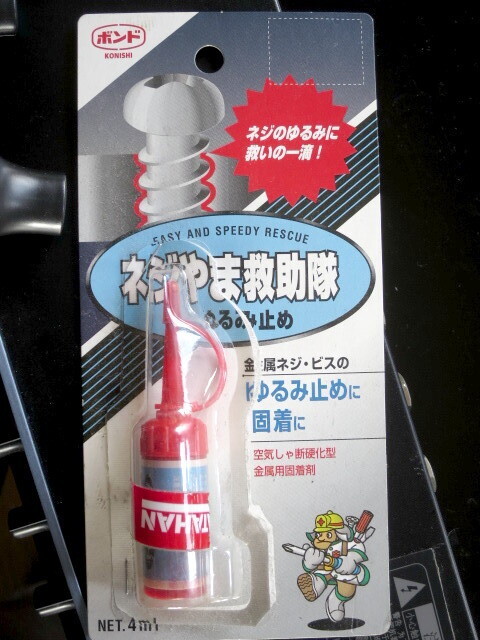 ボンド
KONISHI
ネジのゆるみに
救いの一滴！
EASY AND SPEEDY RESCUE
ネジやま救助隊
ゆるみ止め
金属ネジ・ビスの
ゆるみ止めに
固着に
空気しゃ断硬化型
金属用固着剤
ATAHAN
NET.4ml